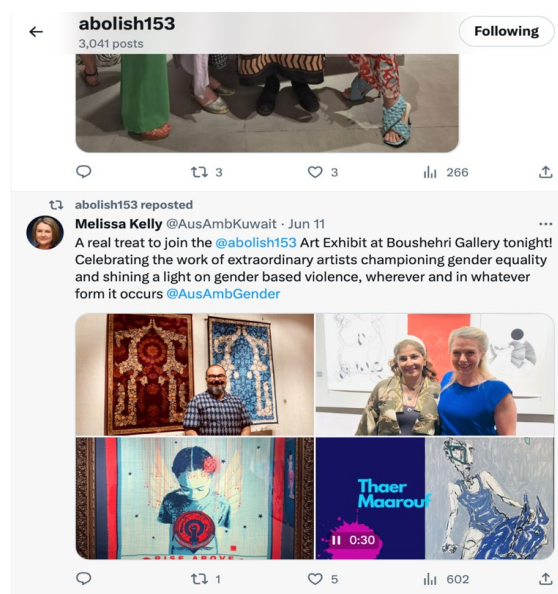 abolish153
3,041 posts
Following
3
3
266
abolish153 reposted
Melissa Kelly @AusAmbKuwait · Jun 11
A real treat to join the @abolish153 Art Exhibit at Boushehri Gallery tonight!
Celebrating the work of extraordinary artists championing gender equality
and shining a light on gender based violence, wherever and in whatever
form it occurs @AusAmbGender
Thaer
Maarouf
0:30
RISE ABOVE
1
5
602